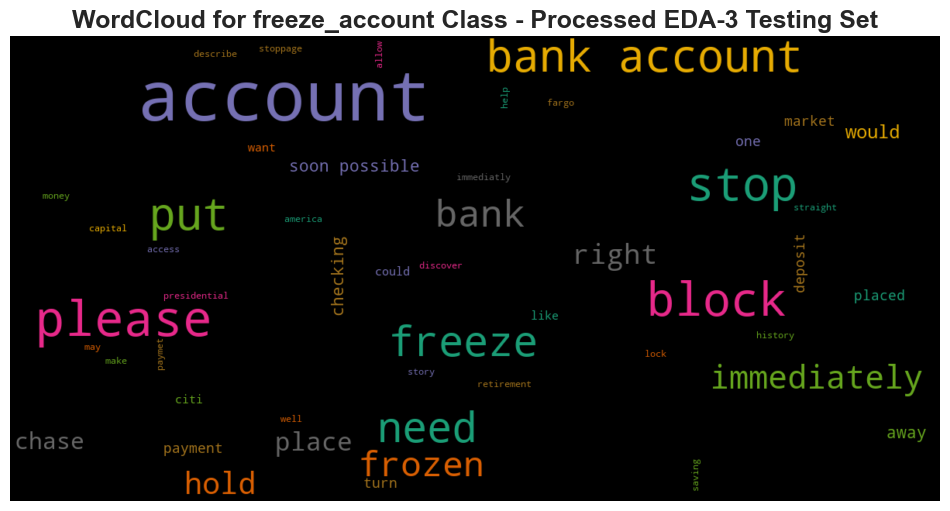 WordCloud for freeze_account Class - Processed EDA-3 Testing Set
describe
stoppage
allow
bank account
account
help
fargo
market
would
one
want
soon possible
immediatly
stop
money
put
america
bank
straight
capital
access
right
checking
could
discover
deposit
presidential
block
placed
please
like
history
may
make
paymet
freeze
lock
story
retirement
immediately
citi
well
need
away
chase
payment
place
frozen
hold
turn
saving